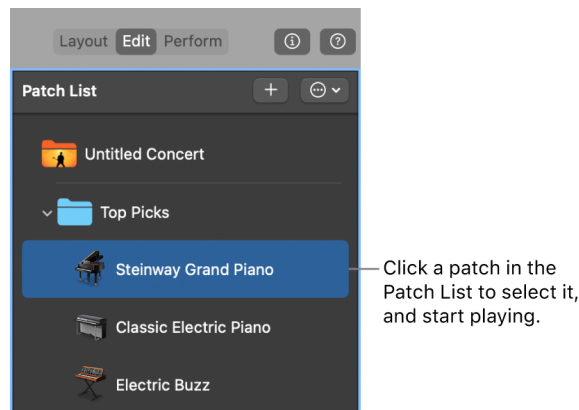 Layout Edit Perform
Patch List
Untitled Concert
Top Picks
Steinway Grand Piano
Click a patch in the
Patch List to select it,
and start playing.
Classic Electric Piano
Electric Buzz